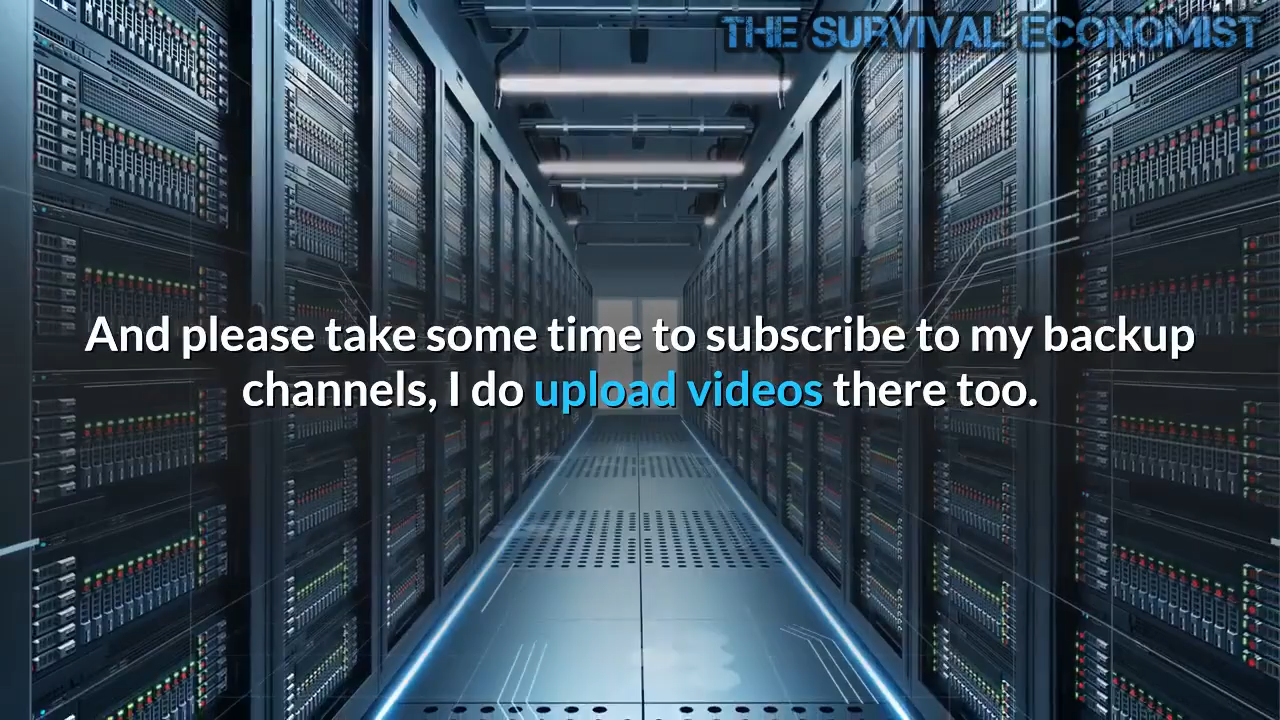 THE SURVIVAL ECONOMIST
And please take some time to subscribe to my backup
channels, I do upload videos there too.